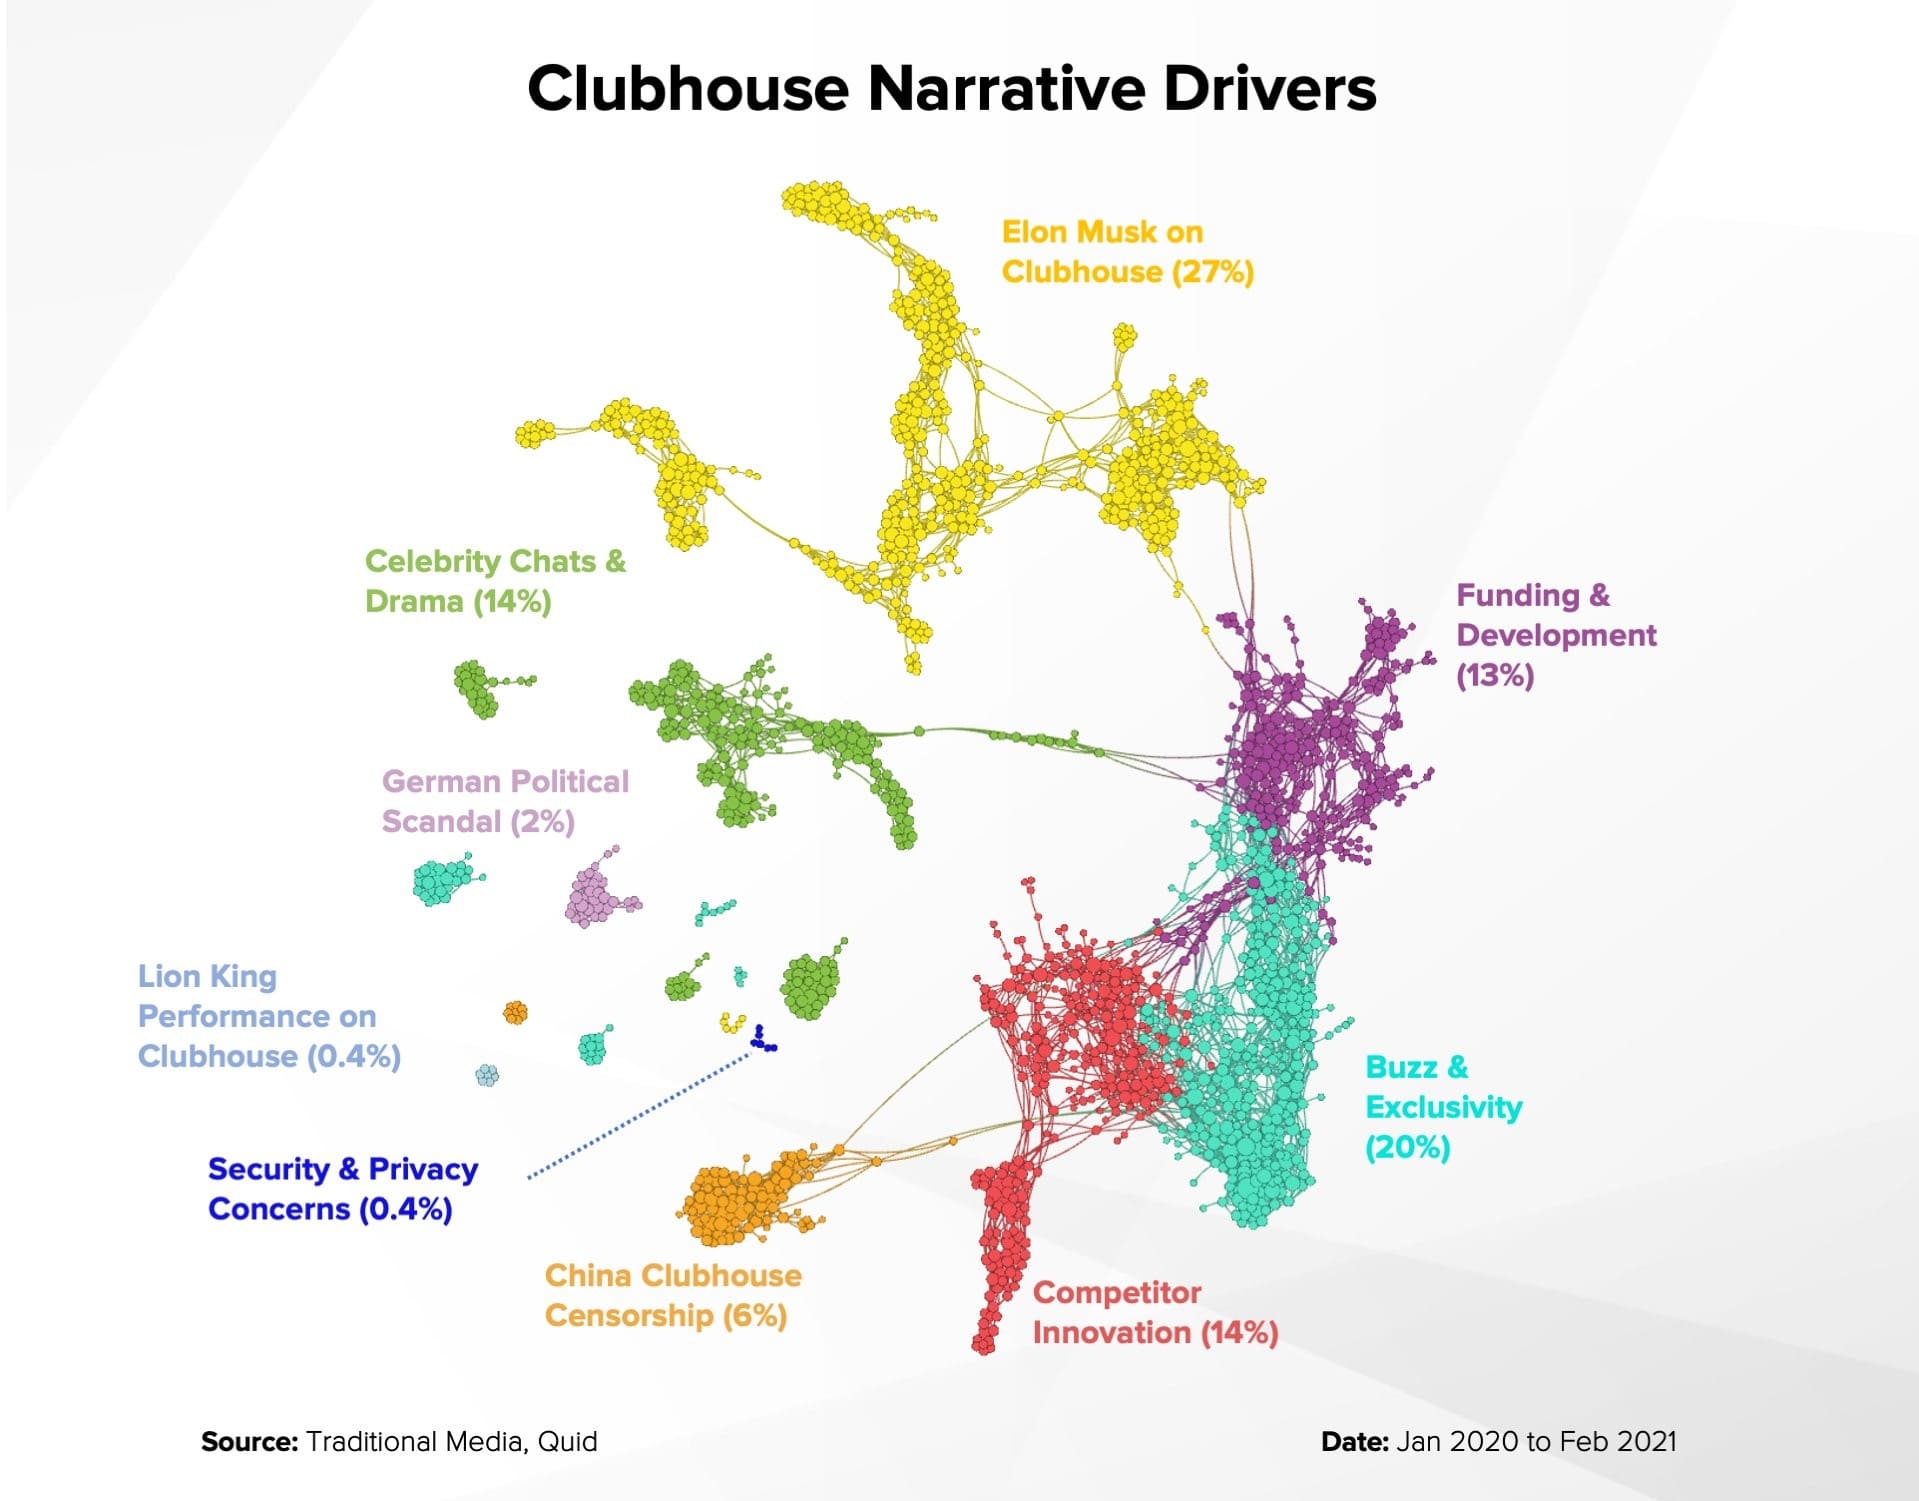 Clubhouse Narrative Drivers
Elon Musk on
Clubhouse (27%)
Celebrity Chats &
Drama (14%)
Funding &
Development
(13%)
German Political
Scandal (2%)
Lion King
Performance on
Clubhouse (0.4%)
Buzz &
Exclusivity
(20%)
Security & Privacy
Concerns (0.4%)
China Clubhouse
Censorship (6%)
Competitor
Innovation (14%)
Source: Traditional Media, Quid
Date: Jan 2020 to Feb 2021